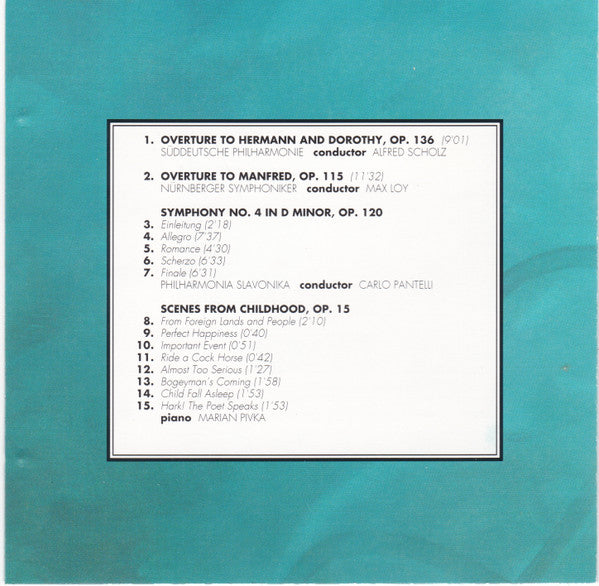 1. OVERTURE TO HERMANN AND DOROTHY, OP. 136 (9'01)
SÜDDEUTSCHE PHILHARMONIE conductor ALFRED SCHOLZ
2. OVERTURE TO MANFRED, OP. 115 (11'32)
NÜRNBERGER SYMPHONIKER conductor MAX LOY
SYMPHONY NO. 4 IN D MINOR, OP. 120
3. Einleitung (2'18)
4. Allegro (7'37)
5. Romance (4'30)
6. Scherzo (6'33)
7. Finale (6'31)
PHILHARMONIA SLAVONIKA conductor CARLO PANTELLI
SCENES FROM CHILDHOOD, OP. 15
8. From Foreign Lands and People (2'10)
9. Perfect Happiness (0'40)
10. Important Event (0'51)
11. Ride a Cock Horse (0'42)
12. Almost Too Serious (1'27)
13. Bogeyman's Coming (1'58)
14. Child Fall Asleep (1'53)
15. Hark! The Poet Speaks (1'53)
piano MARIAN PIVKA